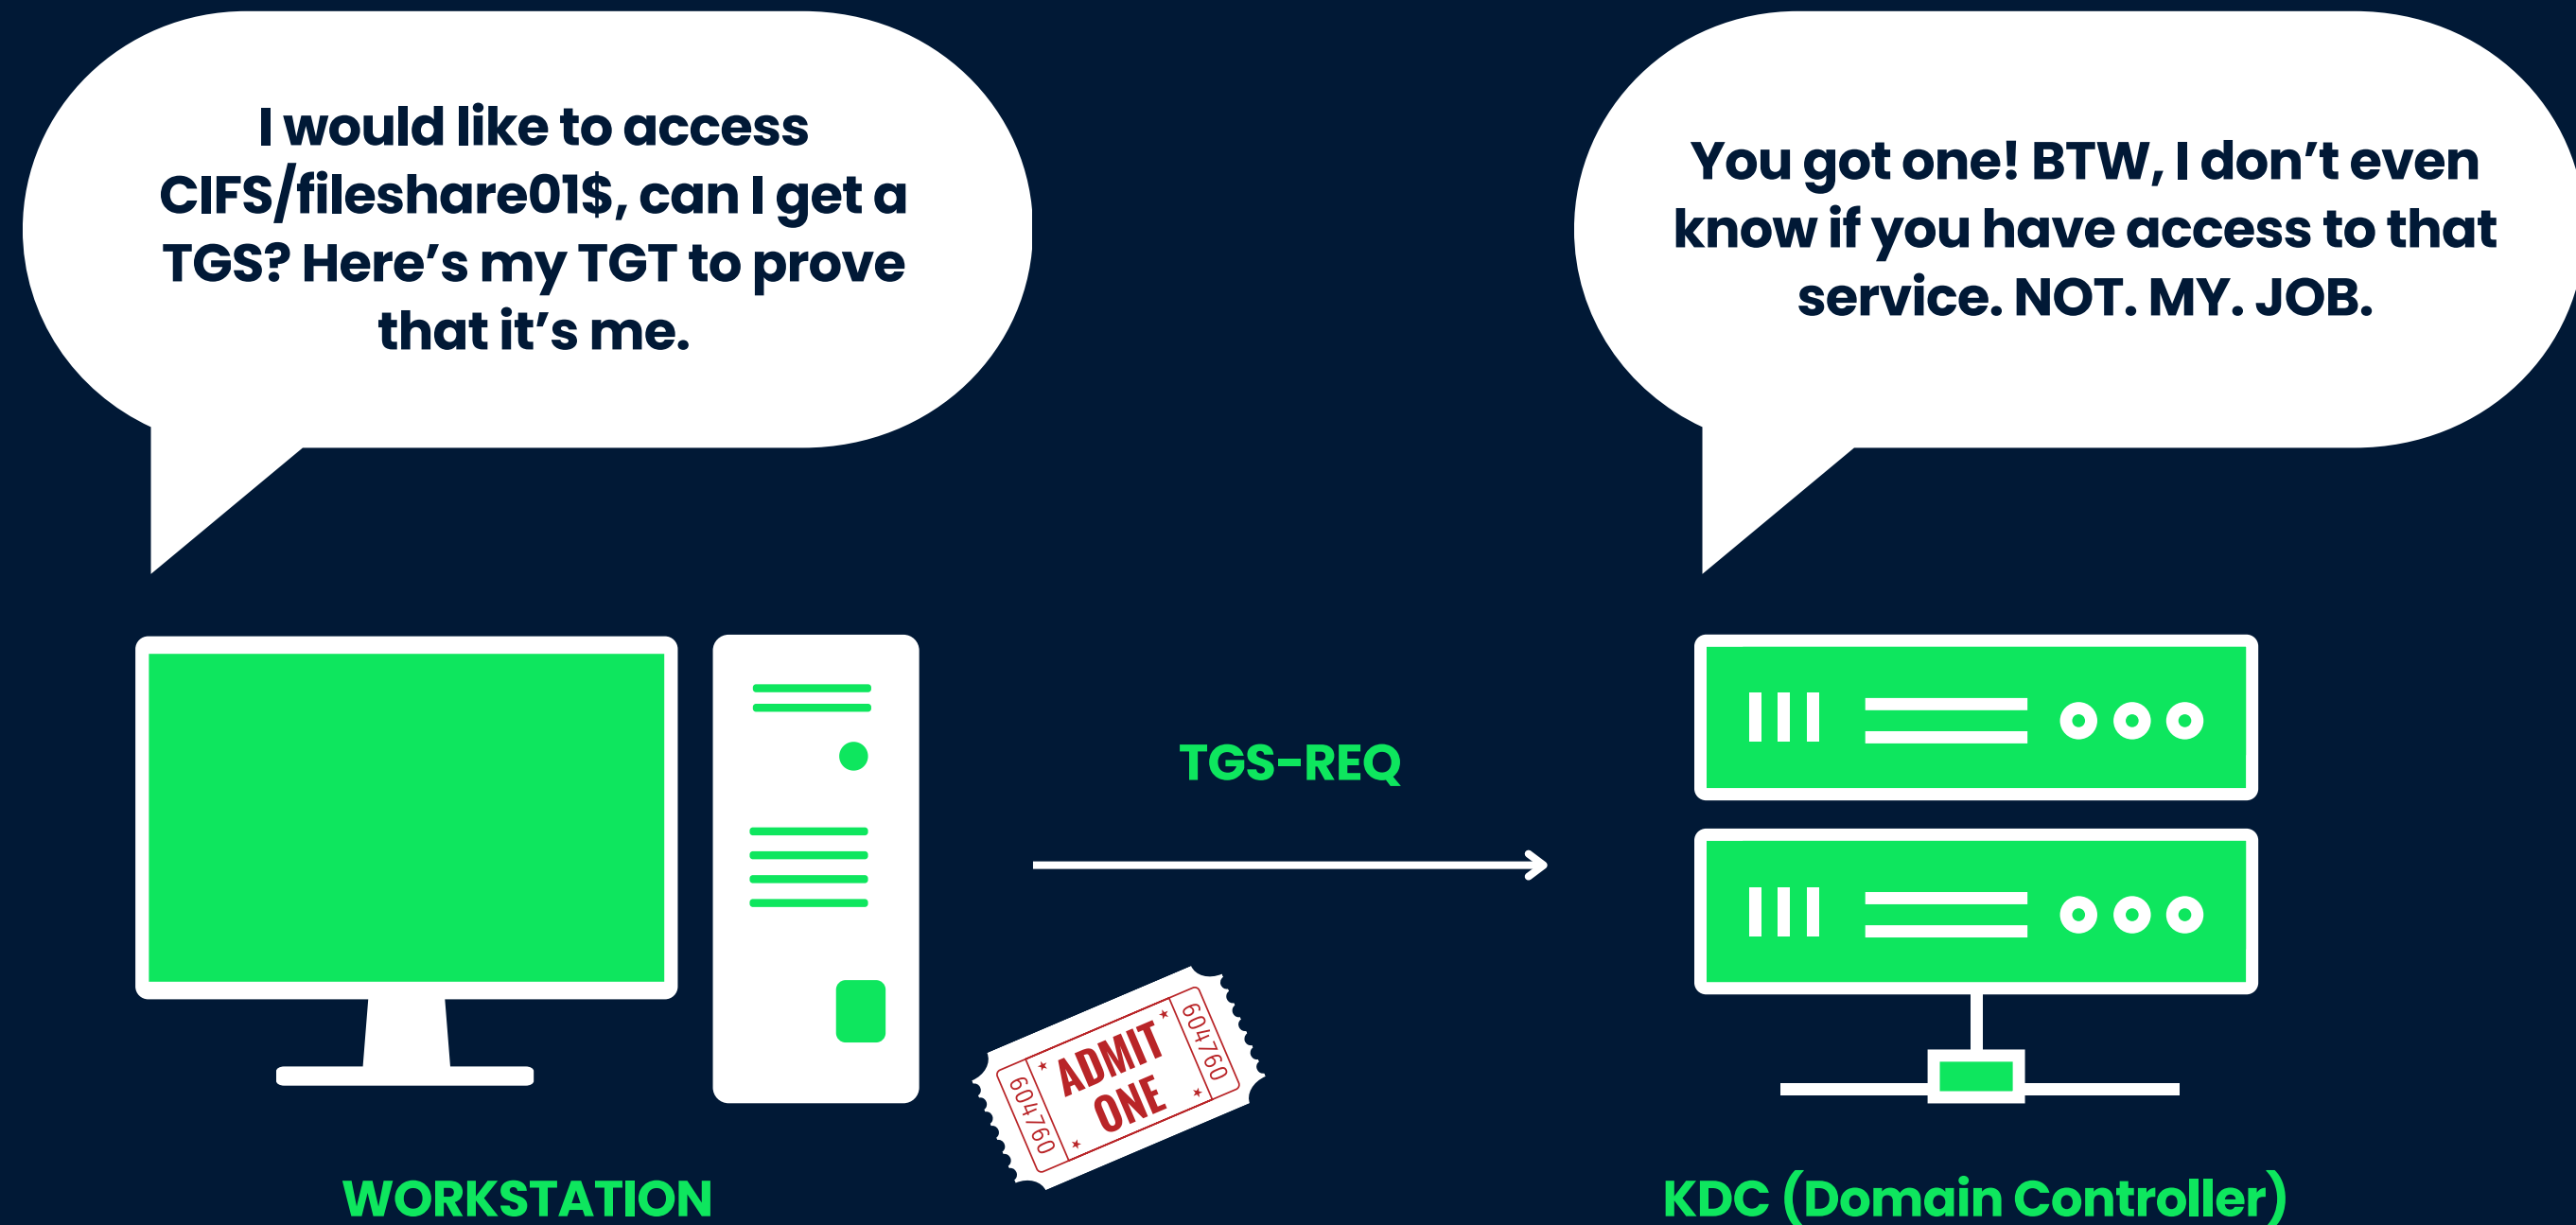 I would like to access
CIFS/fileshare01$, can I get a
TGS? Here’s my TGT to prove
that it’s me.
You got one! BTW, I don’t even
know if you have access to that
service. NOT. MY. JOB.
TGS-REQ
604760
ADMIT
ONE
604760
WORKSTATION
KDC (Domain Controller)